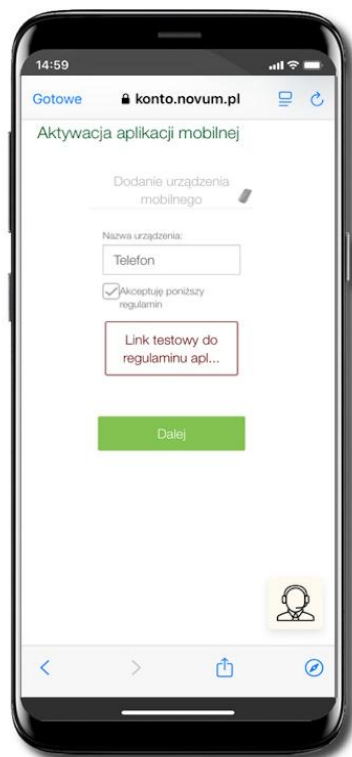 14:59
Gotowe
konto.novum.pl
Aktywacja aplikacji mobilnej
Dodanie urządzenia
mobilnego
Nazwa urządzenia:
Telefon
Akceptuję poniższy
regulamin
Link testowy do
regulaminu apl...
Dalej